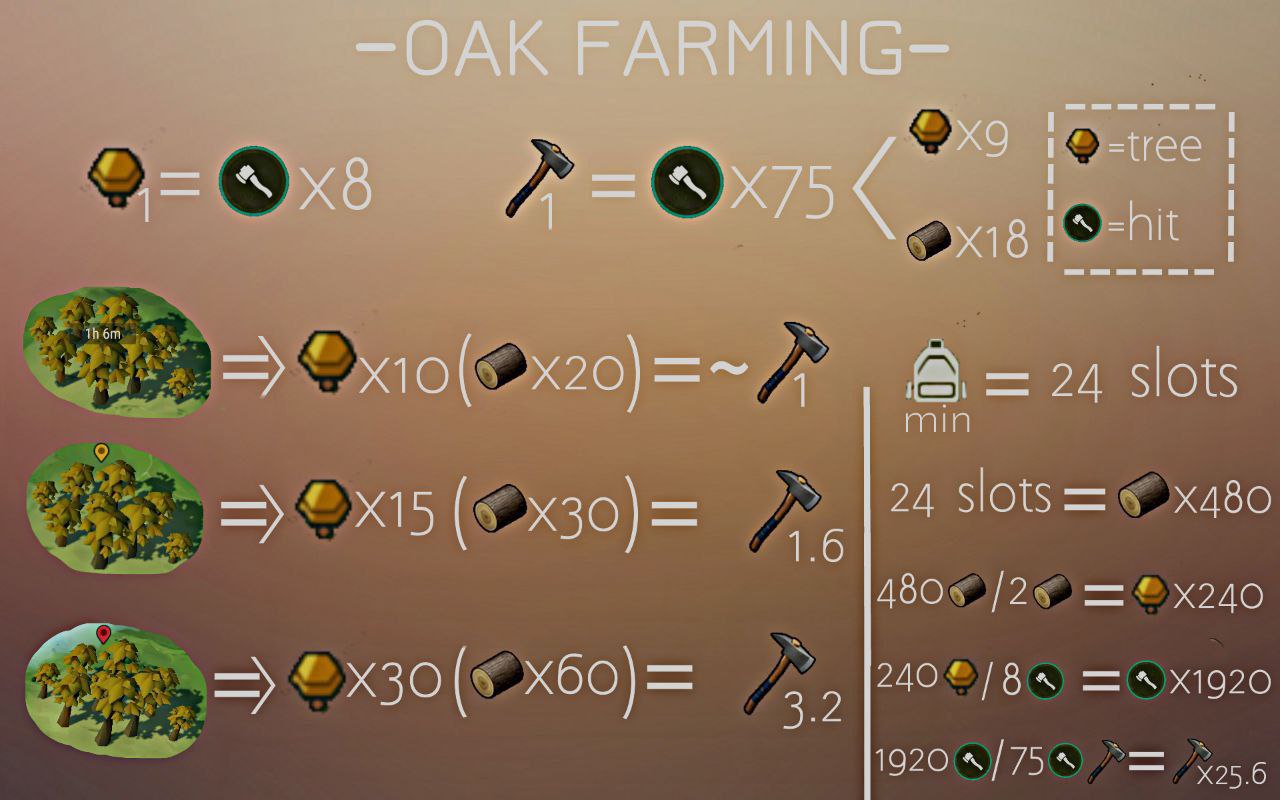 -OAK FARMING-
1 = x8
1 = x75
x9
x18
=tree
=hit
1h 6m
x10 (x20) = ~ 1
x15 (x30) = 1.6
x30 (x60) = 3.2
min = 24 slots
24 slots = x480
480 /2 = x240
240 / 8 = x1920
1920 / 75 = x25.6